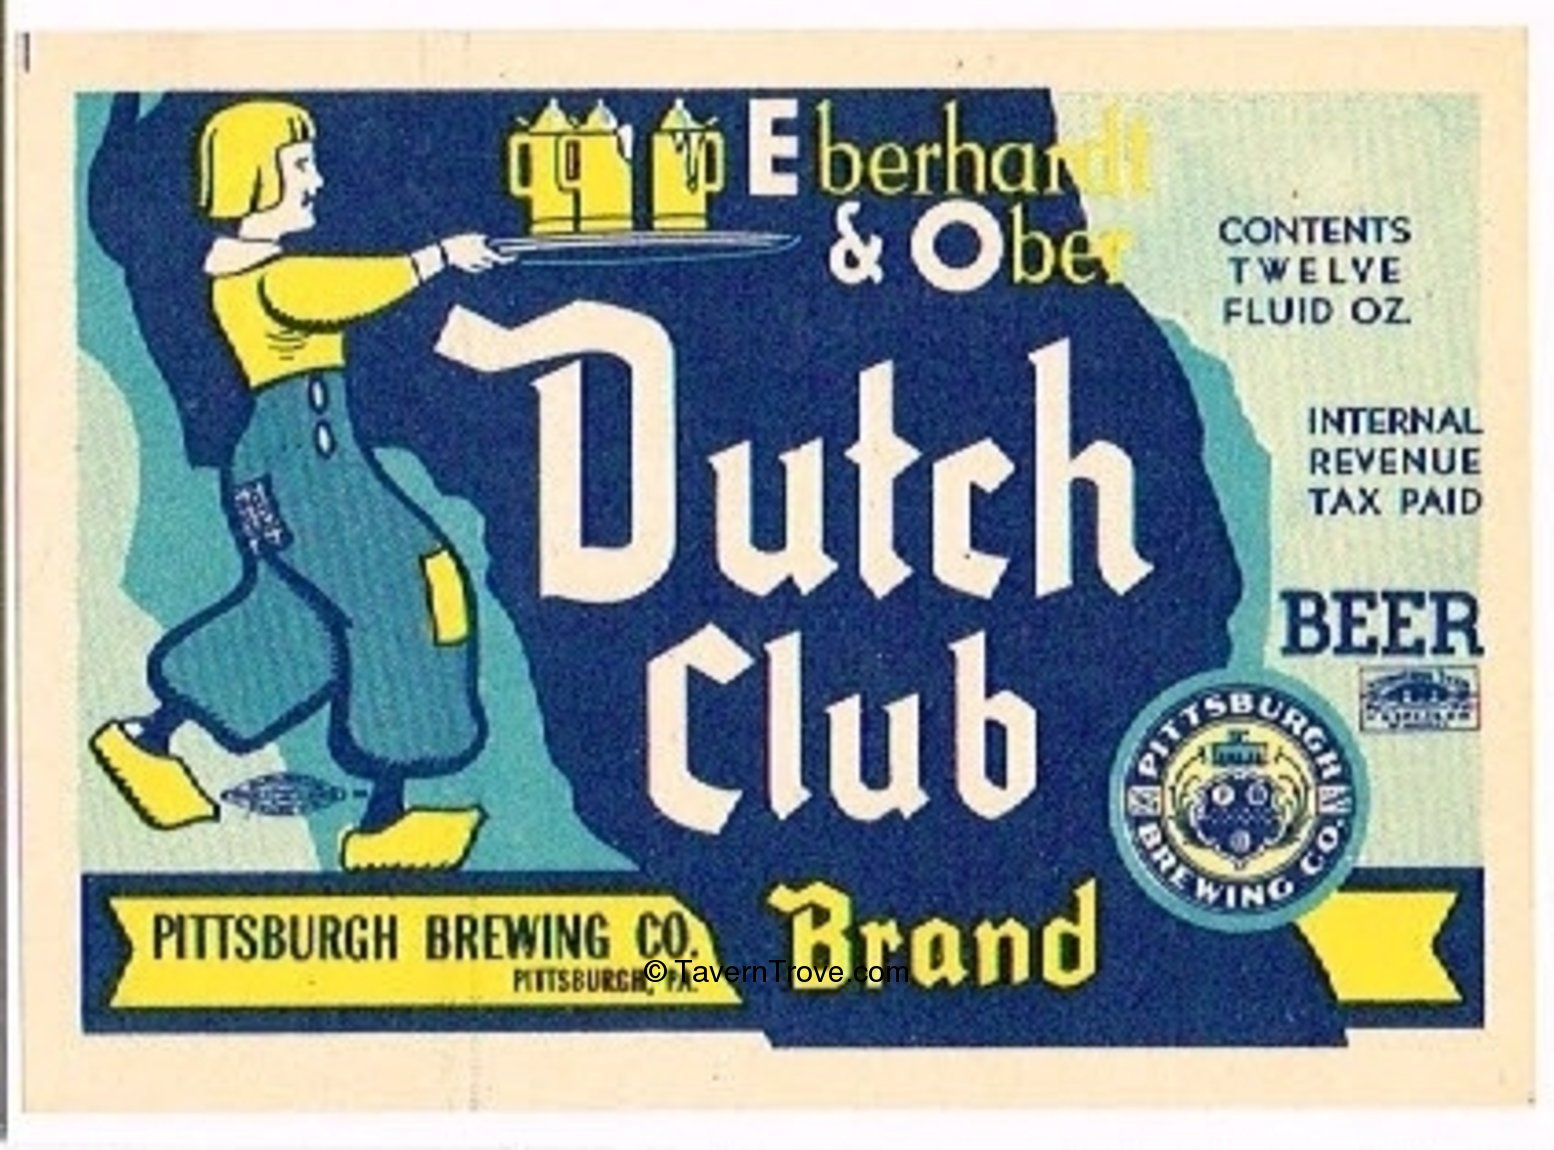 Eberhardt
& Ober
CONTENTS
TWELVE
FLUID OZ.
Dutch
INTERNAL
REVENUE
TAX PAID
BEER
Club
PITTSBURGH
BREWING CO.
Brand
PITTSBURGH BREWING CO.
PITTSBURGH, PA.
© TavernTrove.com